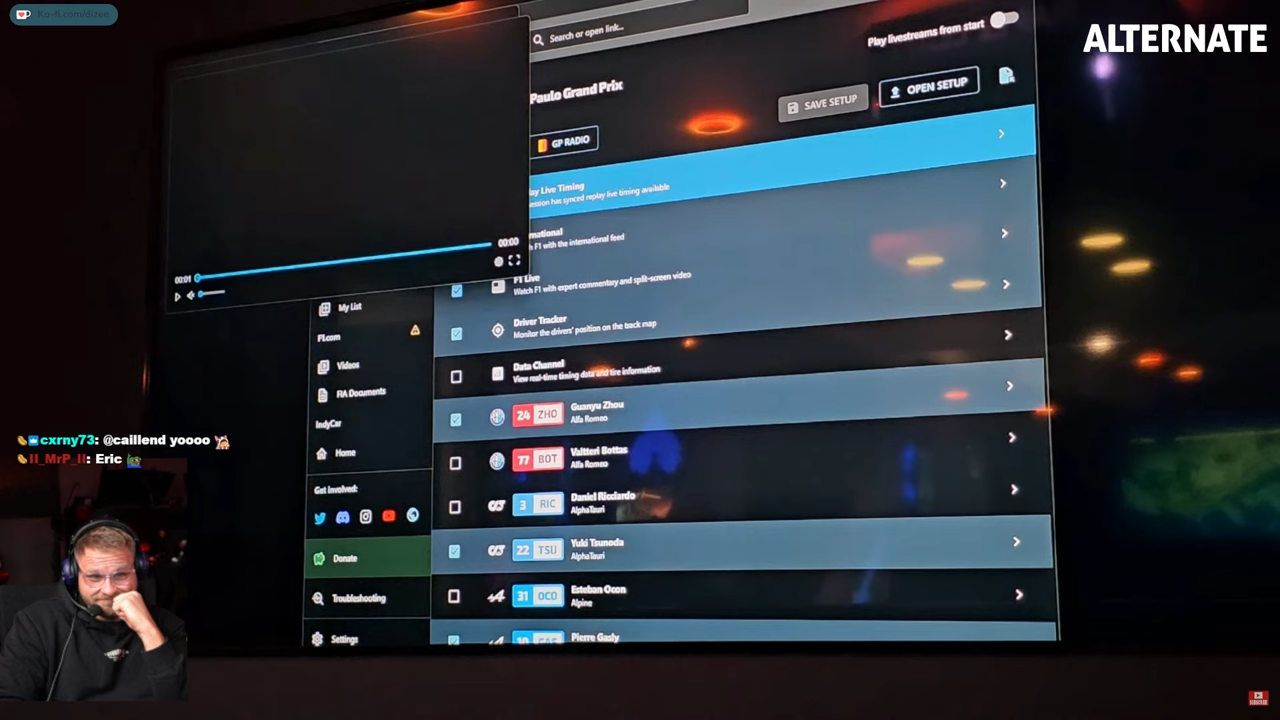 Ko-fi.com/dizee
ALTERNATE
Search or open link...
Play livestreams from start
Paulo Grand Prix
SAVE SETUP
OPEN SETUP
GP RADIO
ay Live Timing
ession has synced replay live timing available
rnational
h F1 with the international feed
00:00
00:01
F1 Live
Watch F1 with expert commentary and split-screen video
My List
F1.com
Driver Tracker
Monitor the drivers' position on the track map
Videos
Data Channel
View real-time timing data and tire information
FIA Documents
24 ZHO
Guanyu Zhou
Alfa Romeo
IndyCar
Home
77 BOT
Valtteri Bottas
Alfa Romeo
cxrny73: @caillend yoooo
II_MrP_II: Eric
Get involved:
3 RIC
Daniel Ricciardo
AlphaTauri
Donate
22 TSU
Yuki Tsunoda
AlphaTauri
Troubleshooting
31 OCO
Esteban Ocon
Alpine
Settings
10 GAS
Pierre Gasly
SUBSCRIBE